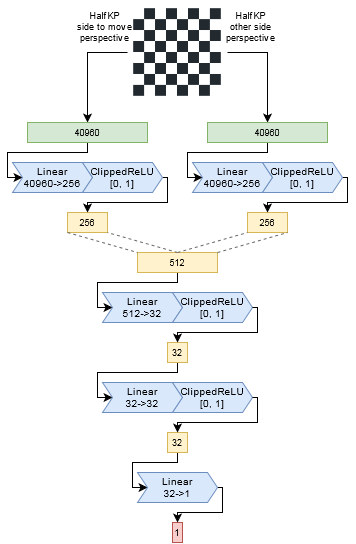 HalfKP
side to move
perspective
HalfKP
other side
perspective
40960
40960
Linear
40960->256
ClippedReLU
[0, 1]
Linear
40960->256
ClippedReLU
[0, 1]
256
256
512
Linear
512->32
ClippedReLU
[0, 1]
32
Linear
32->32
ClippedReLU
[0, 1]
32
Linear
32->1
1